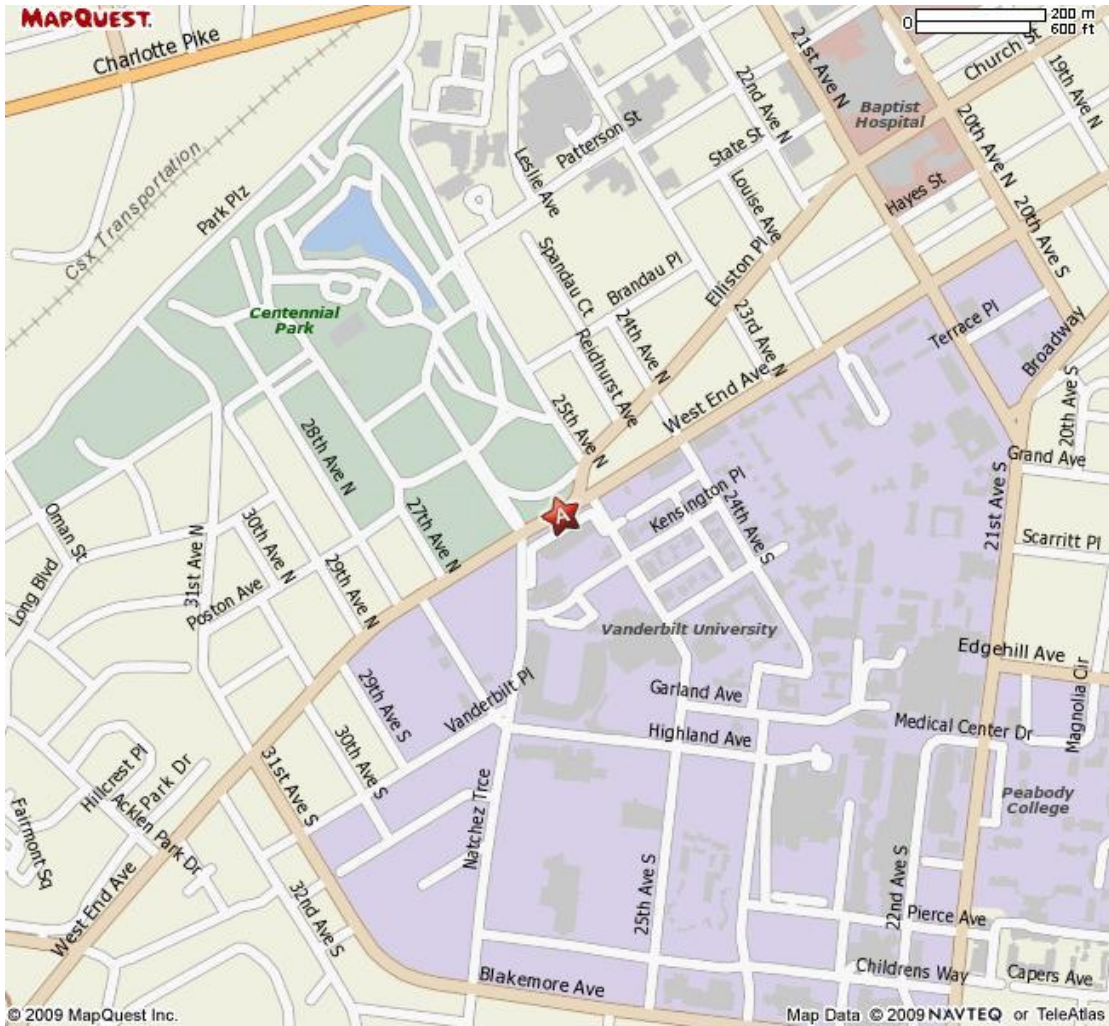 MAPQUEST.
0
200 m
600 ft
Charlotte Pike
Church St
19th Ave N
21st Ave N
22nd Ave N
Baptist
Hospital
20th Ave N
Patterson St
State St
Leslie Ave
Csx Transportation
Park Plz
Louise Ave
Hayes St
20th Ave S
Spandau Ct
Brandau Pl
Elliston Pl
Centennial
Park
24th Ave N
23rd Ave N
Terrace Pl
Broadway
Reidhurst Ave
West End Ave
20th Ave S
25th Ave N
28th Ave N
Grand Ave
27th Ave N
A
Kensington Pl
24th Ave S
21st Ave S
Oman St
30th Ave N
Scarritt Pl
Long Blvd
31st Ave N
29th Ave N
Poston Ave
Vanderbilt University
Edgehill Ave
29th Ave S
Vanderbilt Pl
Garland Ave
Magnolia Cir
Highland Ave
Medical Center Dr
Hillcrest Pl
Park Dr
31st Ave S
30th Ave S
Peabody
College
Acklen Park Dr
Fairmont Sq
Natchez Trce
West End Ave
32nd Ave S
25th Ave S
22nd Ave S
Pierce Ave
Blakemore Ave
Childrens Way
Capers Ave
© 2009 MapQuest Inc.
Map Data © 2009 NAVTEQ or TeleAtlas